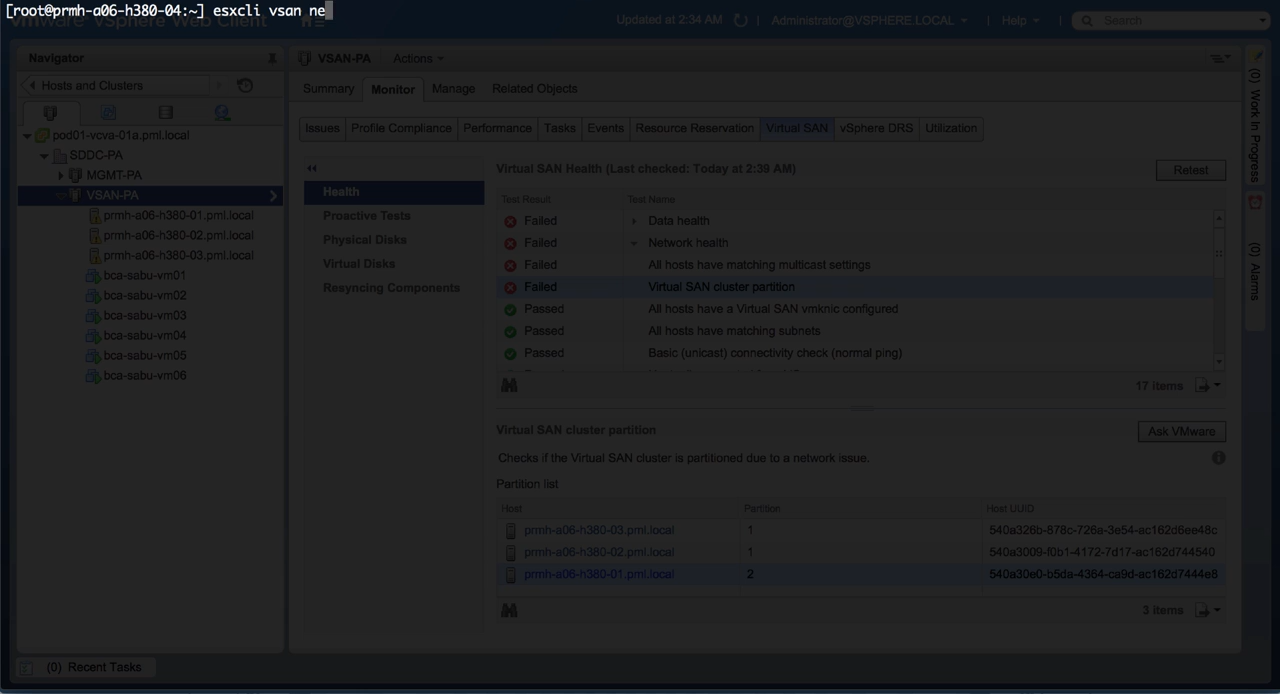 [root@prmh-a06-h380-04:~] esxcli vsan ne
vmware vSphere Web Client
Updated at 2:34 AM | Administrator@VSPHERE.LOCAL | Help | Search
Navigator
Hosts and Clusters
pod01-vcva-01a.pml.local
SDDC-PA
MGMT-PA
VSAN-PA
prmh-a06-h380-01.pml.local
prmh-a06-h380-02.pml.local
prmh-a06-h380-03.pml.local
bca-sabu-vm01
bca-sabu-vm02
bca-sabu-vm03
bca-sabu-vm04
bca-sabu-vm05
bca-sabu-vm06
VSAN-PA Actions
Summary Monitor Manage Related Objects
Issues Profile Compliance Performance Tasks Events Resource Reservation Virtual SAN vSphere DRS Utilization
Health
Proactive Tests
Physical Disks
Virtual Disks
Resyncing Components
Virtual SAN Health (Last checked: Today at 2:39 AM) Retest
Test Result Test Name
Failed Data health
Failed Network health
Failed All hosts have matching multicast settings
Failed Virtual SAN cluster partition
Passed All hosts have a Virtual SAN vmknic configured
Passed All hosts have matching subnets
Passed Basic (unicast) connectivity check (normal ping)
17 items
Virtual SAN cluster partition Ask VMware
Checks if the Virtual SAN cluster is partitioned due to a network issue.
Partition list
Host Partition Host UUID
prmh-a06-h380-03.pml.local 1 540a326b-878c-726a-3e54-ac162d6ee48c
prmh-a06-h380-02.pml.local 1 540a3009-f0b1-4172-7d17-ac162d744540
prmh-a06-h380-01.pml.local 2 540a30e0-b5da-4364-ca9d-ac162d7444e8
3 items
(0) Work In Progress
(0) Alarms
(0) Recent Tasks